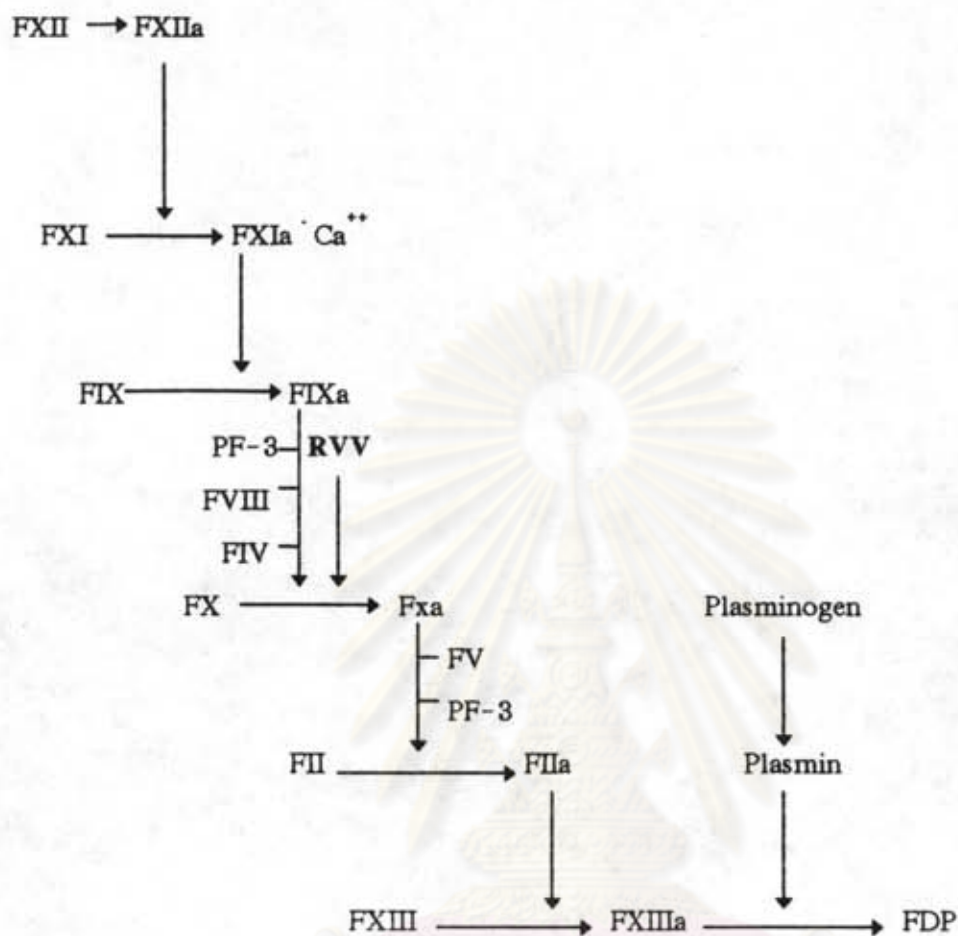 FXII FXIIa
FXI FXIa · Ca++
FIX FIXa
PF-3 RVV
FVIII
FIV
FX Fxa Plasminogen
FV
PF-3
FII FIIa Plasmin
FXIII FXIIIa FDP